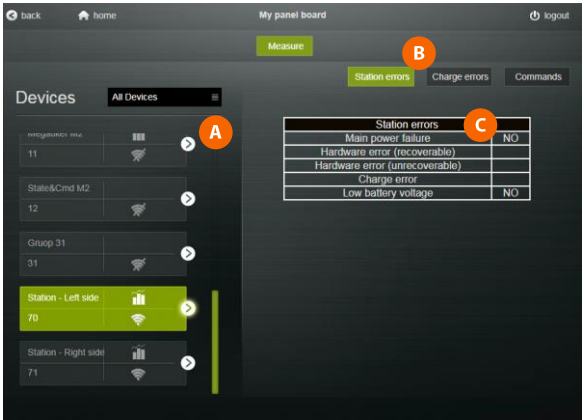 back home My panel board logout
Measure
B
Station errors Charge errors Commands
Devices All Devices
A
Megasuker M2
11
State&Cmd M2
12
Gruop 31
31
Station - Left side
70
Station - Right side
71
C
Station errors
Main power failure NO
Hardware error (recoverable)
Hardware error (unrecoverable)
Charge error
Low battery voltage NO